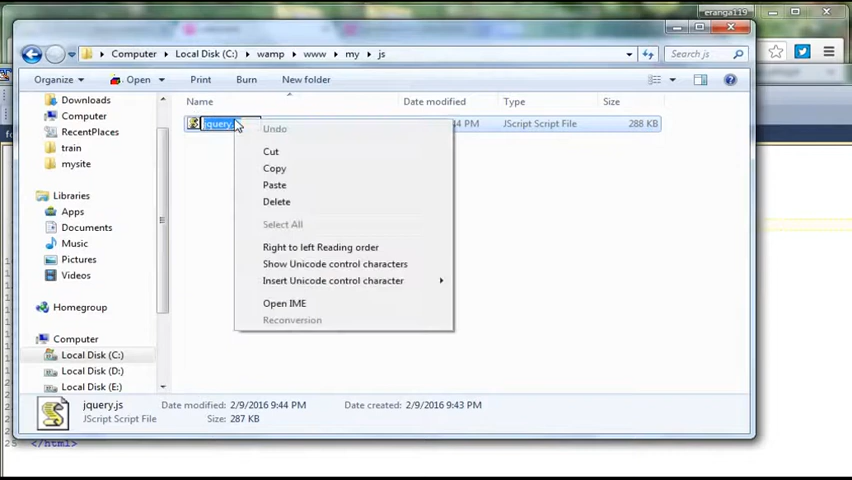 eranga119
Computer
Local Disk (C:)
wamp
www
my
js
Search js
Organize
Open
Print
Burn
New folder
Name
Date modified
Type
Size
jquery.
44 PM
JScript Script File
288 KB
Downloads
Computer
RecentPlaces
train
mysite
Libraries
Apps
Documents
Music
Pictures
Videos
Homegroup
Computer
Local Disk (C:)
Local Disk (D:)
Local Disk (E:)
Undo
Cut
Copy
Paste
Delete
Select All
Right to left Reading order
Show Unicode control characters
Insert Unicode control character
Open IME
Reconversion
jquery.js
Date modified: 2/9/2016 9:44 PM
Date created: 2/9/2016 9:43 PM
JScript Script File
Size: 287 KB
25 </html>